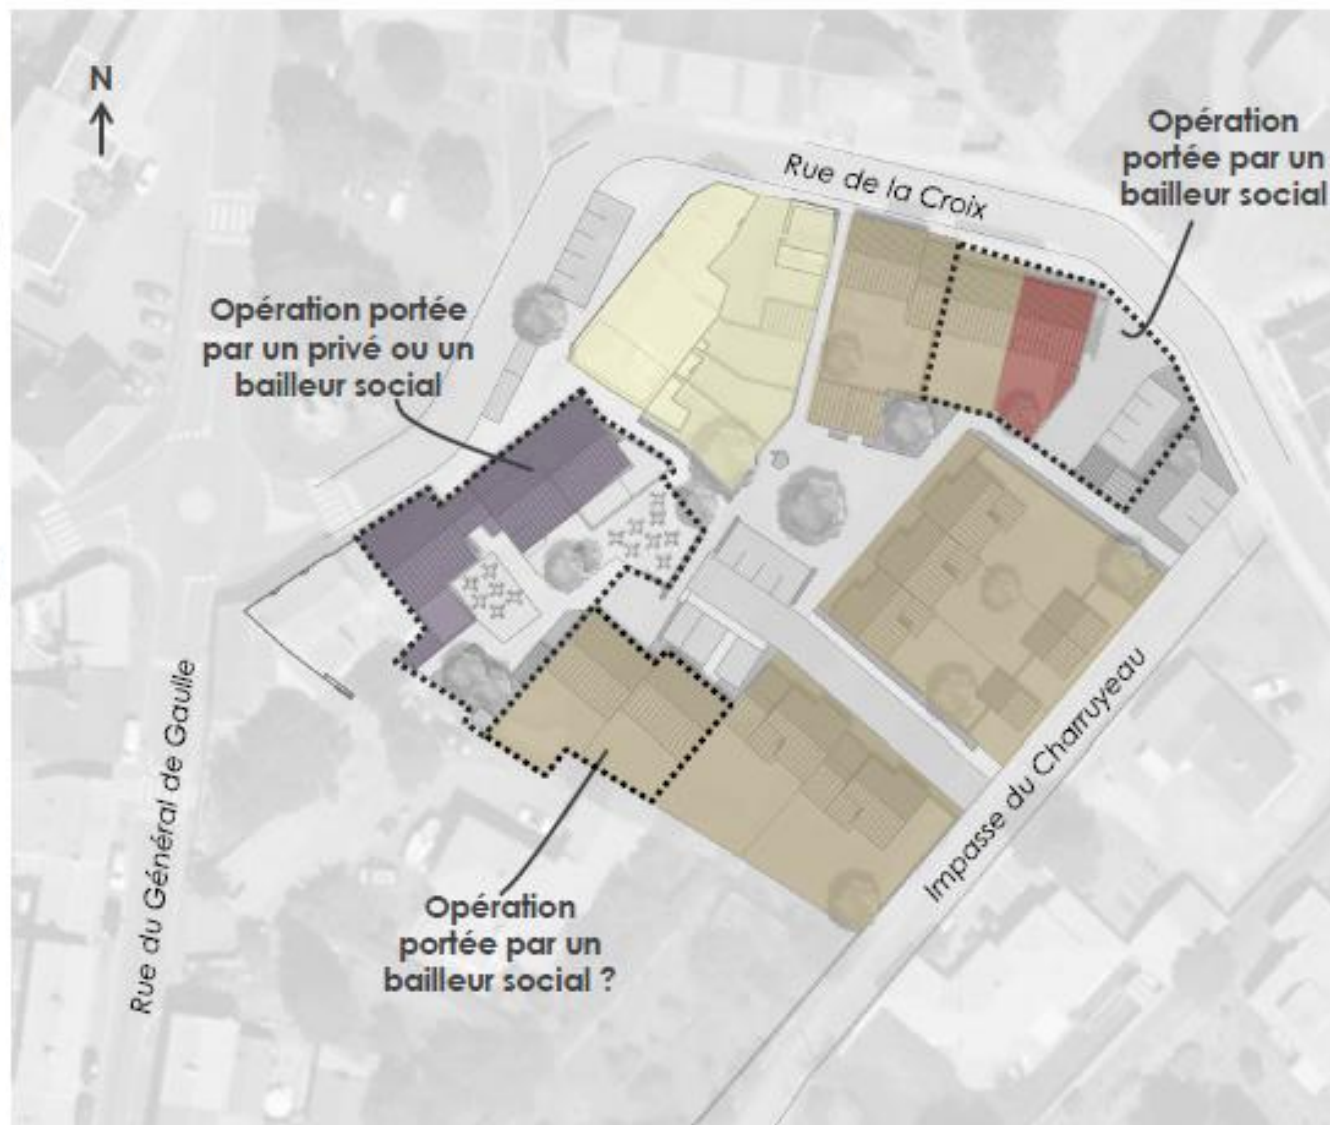 N
Opération
portée par un
bailleur social
Rue de la Croix
Opération portée
par un privé ou un
bailleur social
Rue du Général de Gaulle
Impasse du Charruyeau
Opération
portée par un
bailleur social ?